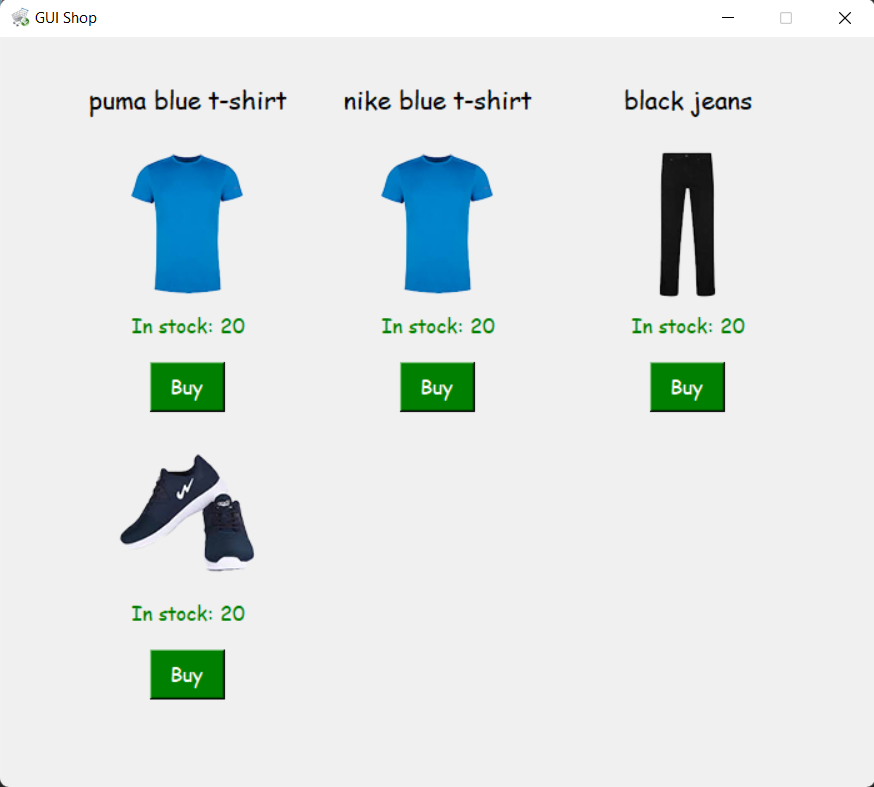 GUI Shop
puma blue t-shirt
nike blue t-shirt
black jeans
In stock: 20
In stock: 20
In stock: 20
Buy
Buy
Buy
In stock: 20
Buy